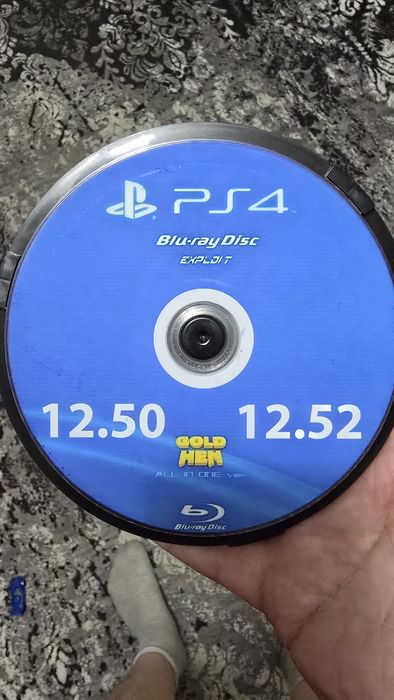 PS4
Blu-ray Disc
EXPLOIT
12.50 12.52
GOLD
HEN
ALL IN ONE ver
Blu-ray Disc